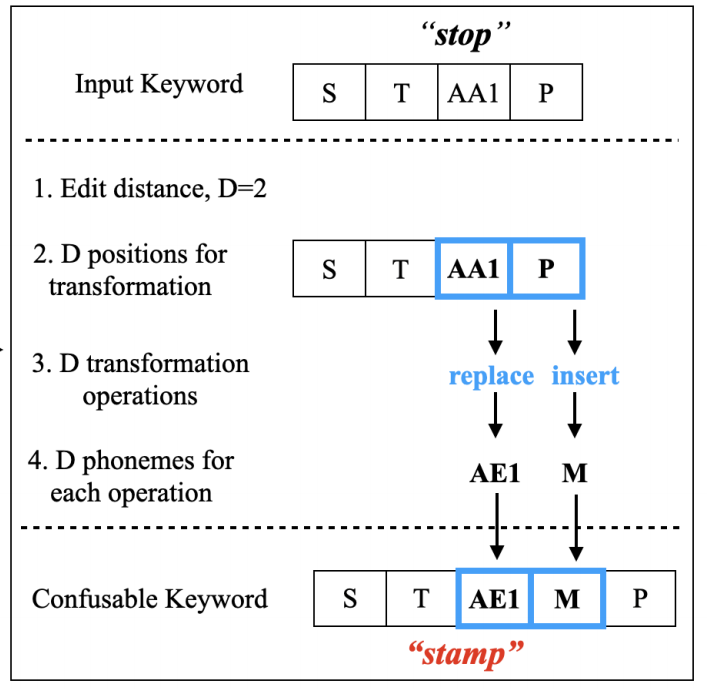 “stop”
Input Keyword S T AA1 P
1. Edit distance, D=2
2. D positions for
transformation
S T AA1 P
3. D transformation
operations
replace insert
4. D phonemes for
each operation
AE1 M
Confusable Keyword S T AE1 M P
“stamp”